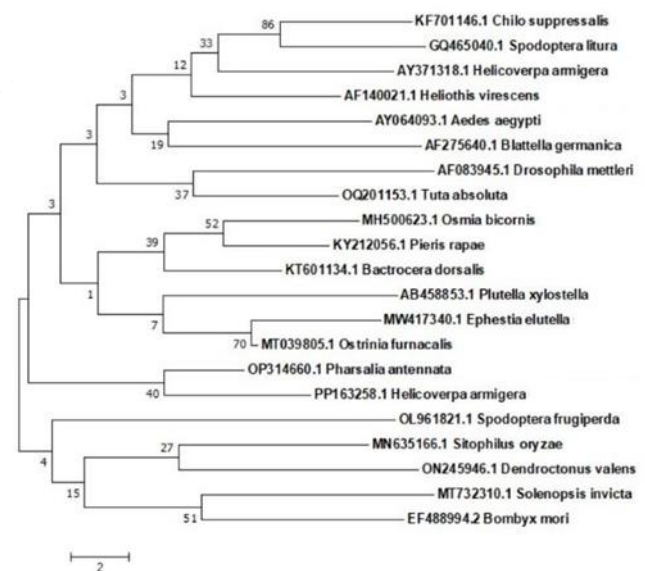 86
KF701146.1 Chilo suppressalis
33
GQ465040.1 Spodoptera litura
12
AY371318.1 Helicoverpa armigera
3
AF140021.1 Heliothis virescens
3
AY064093.1 Aedes aegypti
19
AF275640.1 Blattella germanica
3
AF083945.1 Drosophila mettleri
37
OQ201153.1 Tuta absoluta
52
MH500623.1 Osmia bicornis
39
KY212056.1 Pieris rapae
KT601134.1 Bactrocera dorsalis
1
AB458853.1 Plutella xylostella
7
MW417340.1 Ephestia elutella
70
MT039805.1 Ostrinia furnacalis
OP314660.1 Pharsalia antennata
40
PP163258.1 Helicoverpa armigera
OL961821.1 Spodoptera frugiperda
4
27
MN635166.1 Sitophilus oryzae
ON245946.1 Dendroctonus valens
15
MT732310.1 Solenopsis invicta
51
EF488994.2 Bombyx mori
2